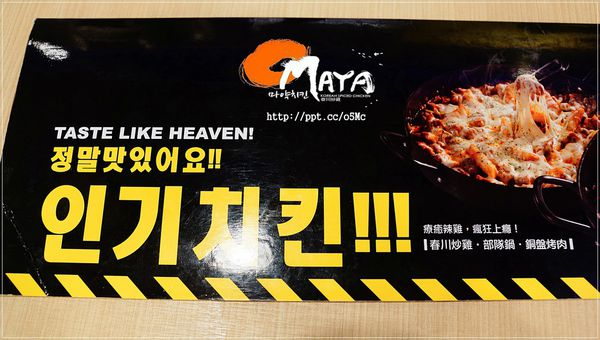 MAYA
마약치킨
KOREAN SPICED CHICKEN
http://ppt.cc/o5Mc
TASTE LIKE HEAVEN!
정말맛있어요!!
인기치킨!!!
療癒辣雞，瘋狂上癮！
春川炒雞・部隊鍋・銅盤烤肉